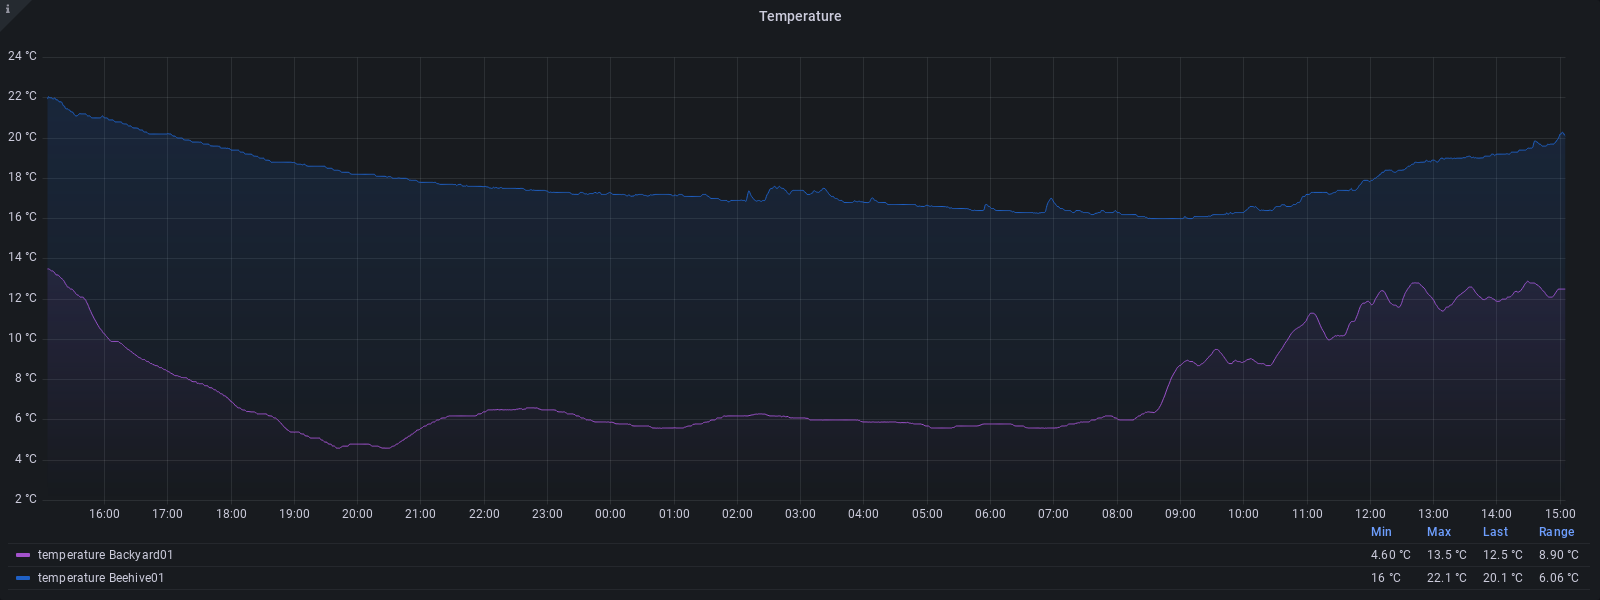 i
Temperature
24 °C
22 °C
20 °C
18 °C
16 °C
14 °C
12 °C
10 °C
8 °C
6 °C
4 °C
2 °C
16:00 17:00 18:00 19:00 20:00 21:00 22:00 23:00 00:00 01:00 02:00 03:00 04:00 05:00 06:00 07:00 08:00 09:00 10:00 11:00 12:00 13:00 14:00 15:00
Min Max Last Range
temperature Backyard01 4.60 °C 13.5 °C 12.5 °C 8.90 °C
temperature Beehive01 16 °C 22.1 °C 20.1 °C 6.06 °C